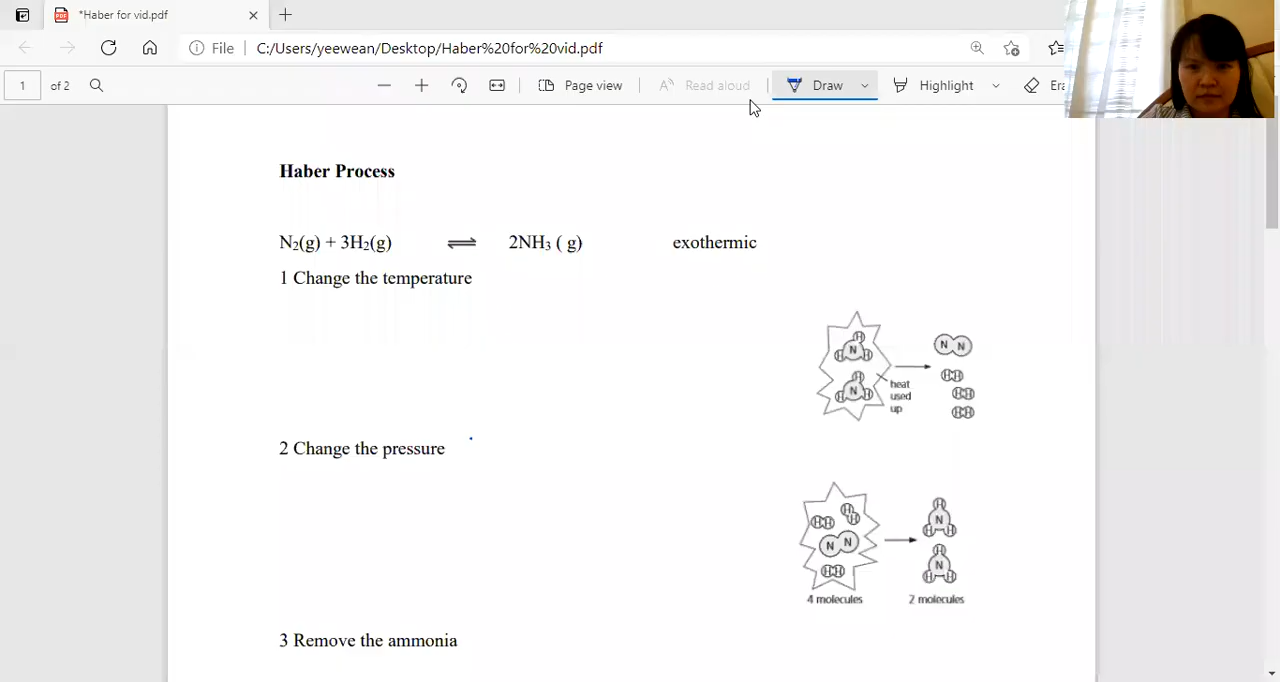 *Haber for vid.pdf
File C:/Users/yeewean/Desktop/Haber%20for%20vid.pdf
1 of 2 Page view Read aloud Draw Highlight Era
Haber Process
N₂(g) + 3H₂(g) ⇌ 2NH₃ ( g) exothermic
1 Change the temperature
H N H H
N N
H H
H N H H
heat used up
H H
H H
2 Change the pressure
H H H H
N N
H H
H N H H
H N H H
4 molecules 2 molecules
3 Remove the ammonia